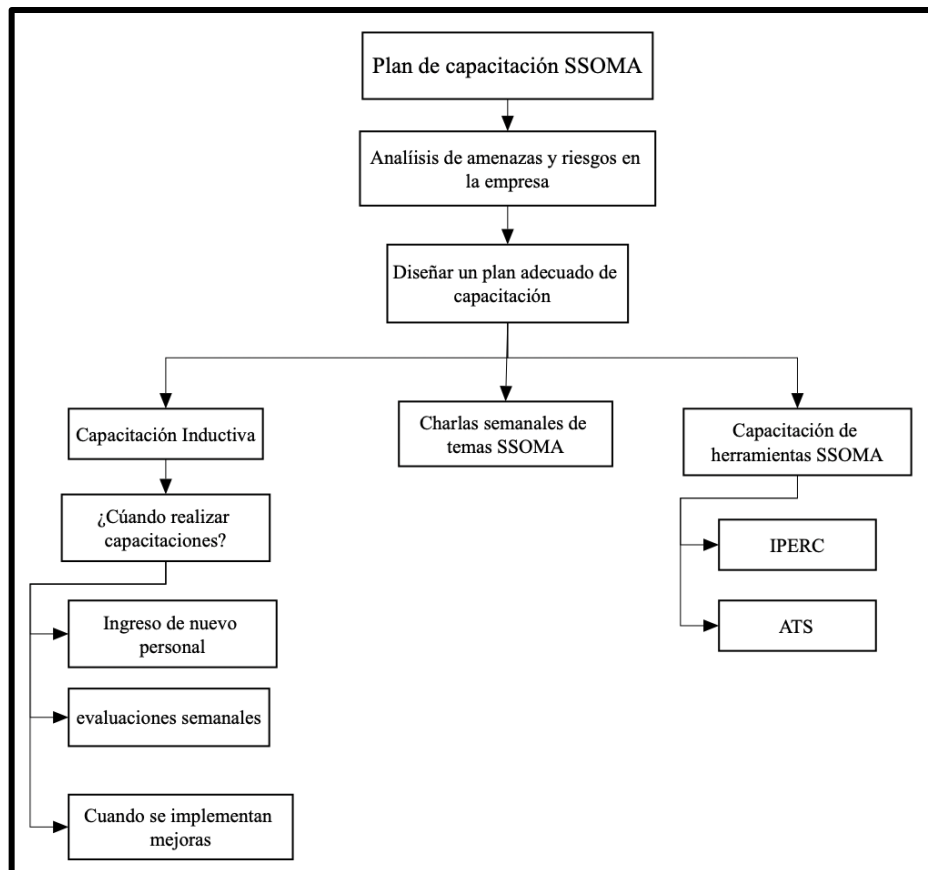 Plan de capacitación SSOMA
Analíisis de amenazas y riesgos en
la empresa
Diseñar un plan adecuado de
capacitación
Capacitación Inductiva
Charlas semanales de
temas SSOMA
Capacitación de
herramientas SSOMA
¿Cúando realizar
capacitaciones?
IPERC
Ingreso de nuevo
personal
ATS
evaluaciones semanales
Cuando se implementan
mejoras